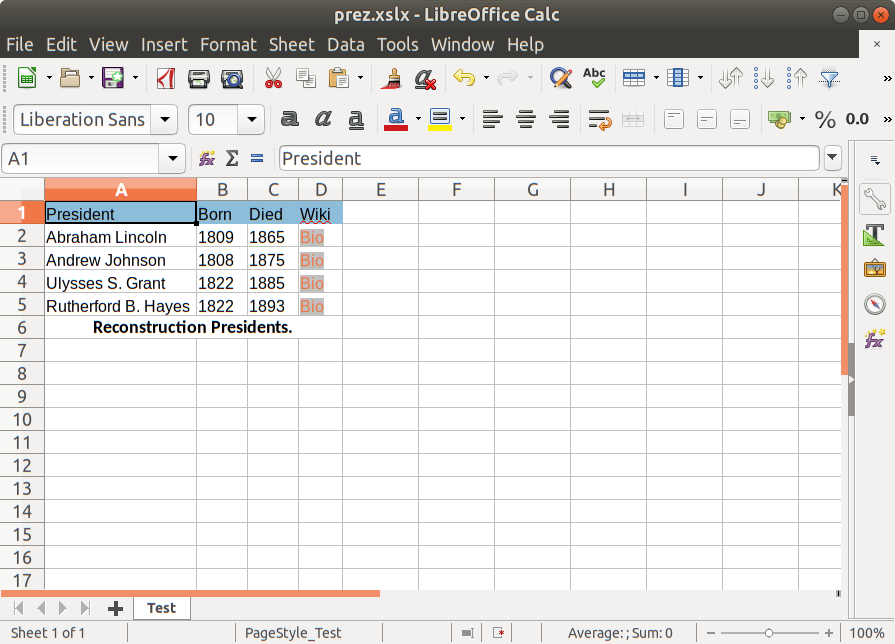 prez.xslx - LibreOffice Calc
File Edit View Insert Format Sheet Data Tools Window Help
Abc
Liberation Sans 10 a a a a % 0.0
A1 fx Σ = President
A B C D E F G H I J K
1 President Born Died Wiki
2 Abraham Lincoln 1809 1865 Bio
3 Andrew Johnson 1808 1875 Bio
4 Ulysses S. Grant 1822 1885 Bio
5 Rutherford B. Hayes 1822 1893 Bio
6 Reconstruction Presidents.
7
8
9
10
11
12
13
14
15
16
17
Test
Sheet 1 of 1 PageStyle_Test Average: ; Sum: 0 100%